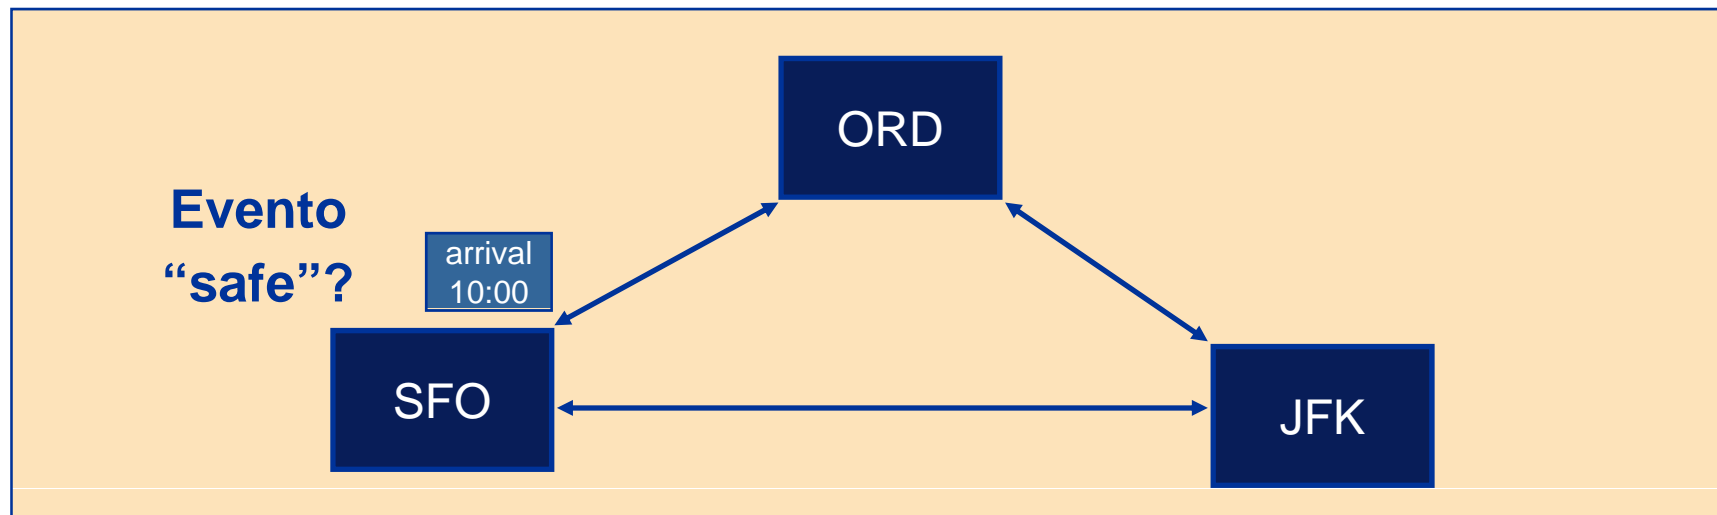 ORD
Evento
“safe”?
arrival
10:00
SFO
JFK